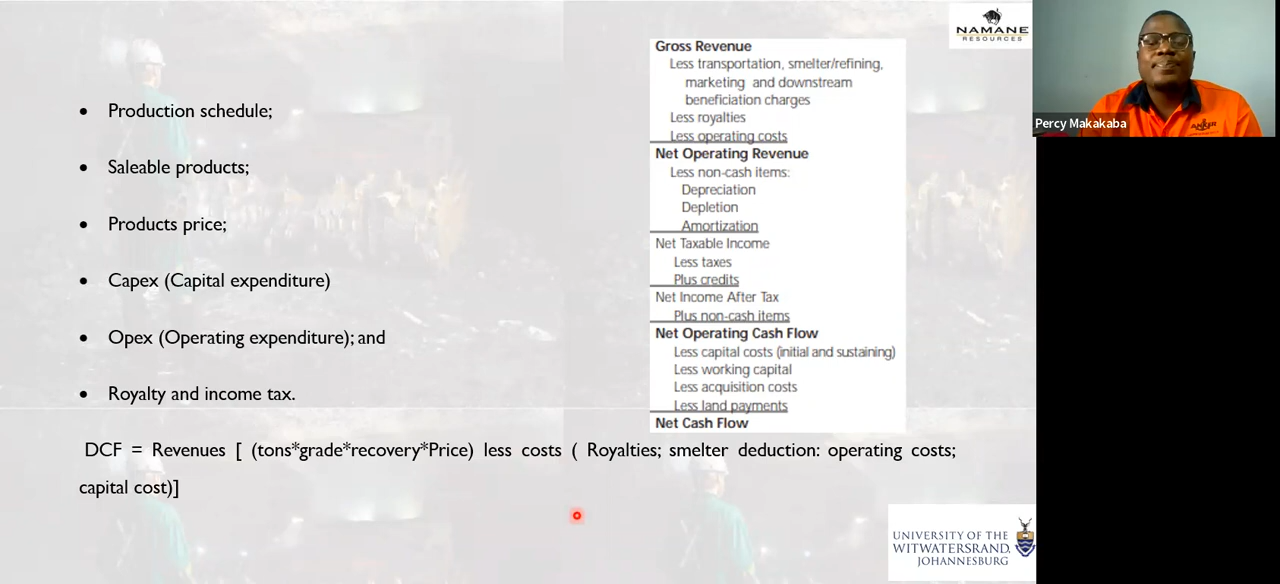 NAMANE
RESOURCES
Production schedule;
Saleable products;
Products price;
Capex (Capital expenditure)
Opex (Operating expenditure); and
Royalty and income tax.
Gross Revenue
Less transportation, smelter/refining,
marketing and downstream
beneficiation charges
Less royalties
Less operating costs
Net Operating Revenue
Less non-cash items:
Depreciation
Depletion
Amortization
Net Taxable Income
Less taxes
Plus credits
Net Income After Tax
Plus non-cash items
Net Operating Cash Flow
Less capital costs (initial and sustaining)
Less working capital
Less acquisition costs
Less land payments
Net Cash Flow
DCF = Revenues [ (tons*grade*recovery*Price) less costs ( Royalties; smelter deduction: operating costs;
capital cost)]
UNIVERSITY OF THE
WITWATERSRAND,
JOHANNESBURG
Percy Makakaba
ANKER